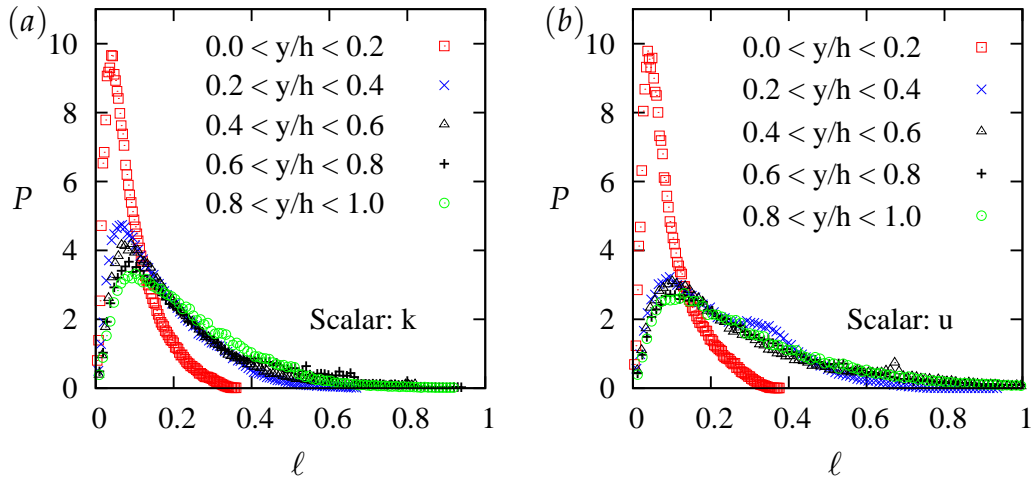 (a)
10
8
6
4
2
0
P
0.0 < y/h < 0.2
0.2 < y/h < 0.4
0.4 < y/h < 0.6
0.6 < y/h < 0.8
0.8 < y/h < 1.0
Scalar: k
0 0.2 0.4 0.6 0.8 1
ℓ
(b)
10
8
6
4
2
0
P
0.0 < y/h < 0.2
0.2 < y/h < 0.4
0.4 < y/h < 0.6
0.6 < y/h < 0.8
0.8 < y/h < 1.0
Scalar: u
0 0.2 0.4 0.6 0.8 1
ℓ